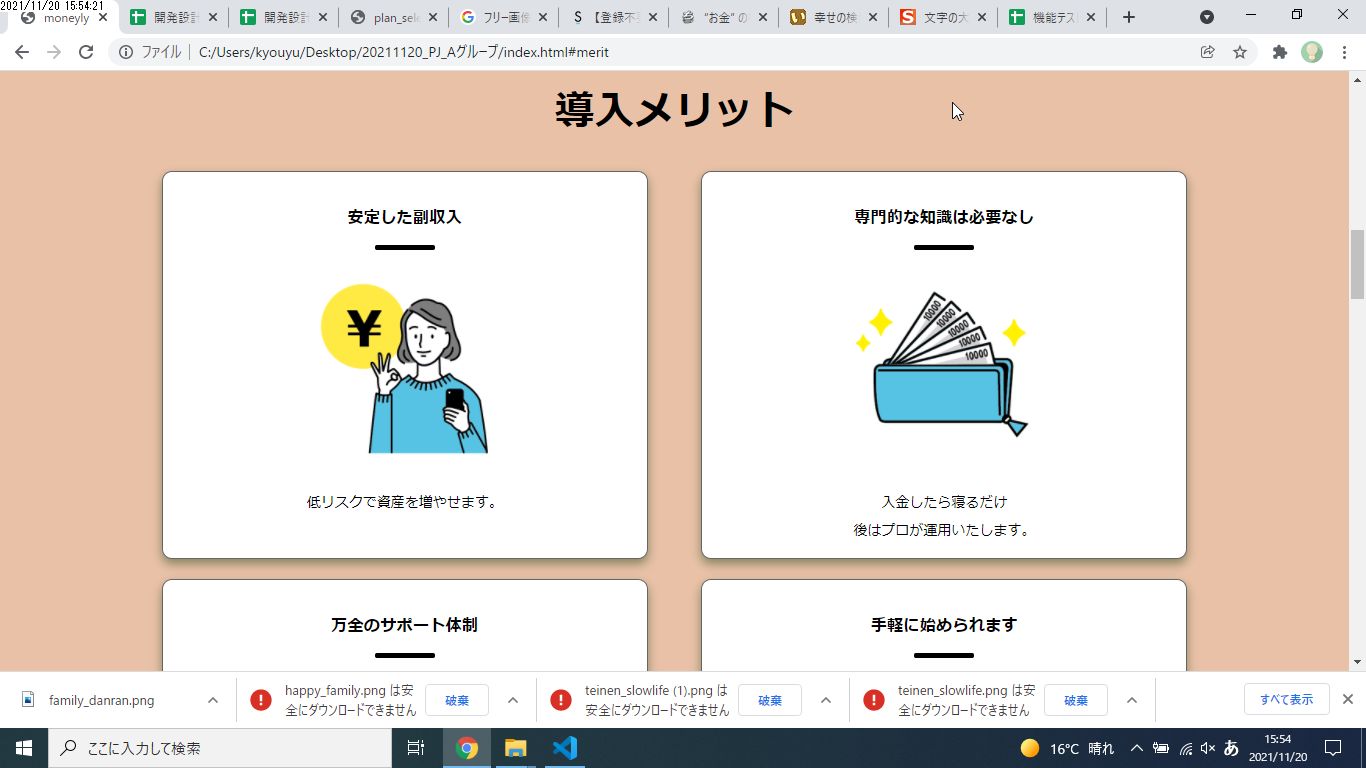 2021/11/20 15:54:21
moneyly
開発設計
開発設計
plan_sele
フリー画像
【登録不
"お金" の
幸せの検
文字の大
機能テス
ファイル
C:/Users/kyouyu/Desktop/20211120_PJ_Aグループ/index.html#merit
導入メリット
安定した副収入
¥
低リスクで資産を増やせます。
専門的な知識は必要なし
10000
10000
10000
10000
10000
入金したら寝るだけ
後はプロが運用いたします。
万全のサポート体制
手軽に始められます
family_danran.png
happy_family.png は安
全にダウンロードできません
破棄
teinen_slowlife (1).png は
安全にダウンロードできません
破棄
teinen_slowlife.png は安
全にダウンロードできません
破棄
すべて表示
ここに入力して検索
16°C 晴れ
あ
15:54
2021/11/20